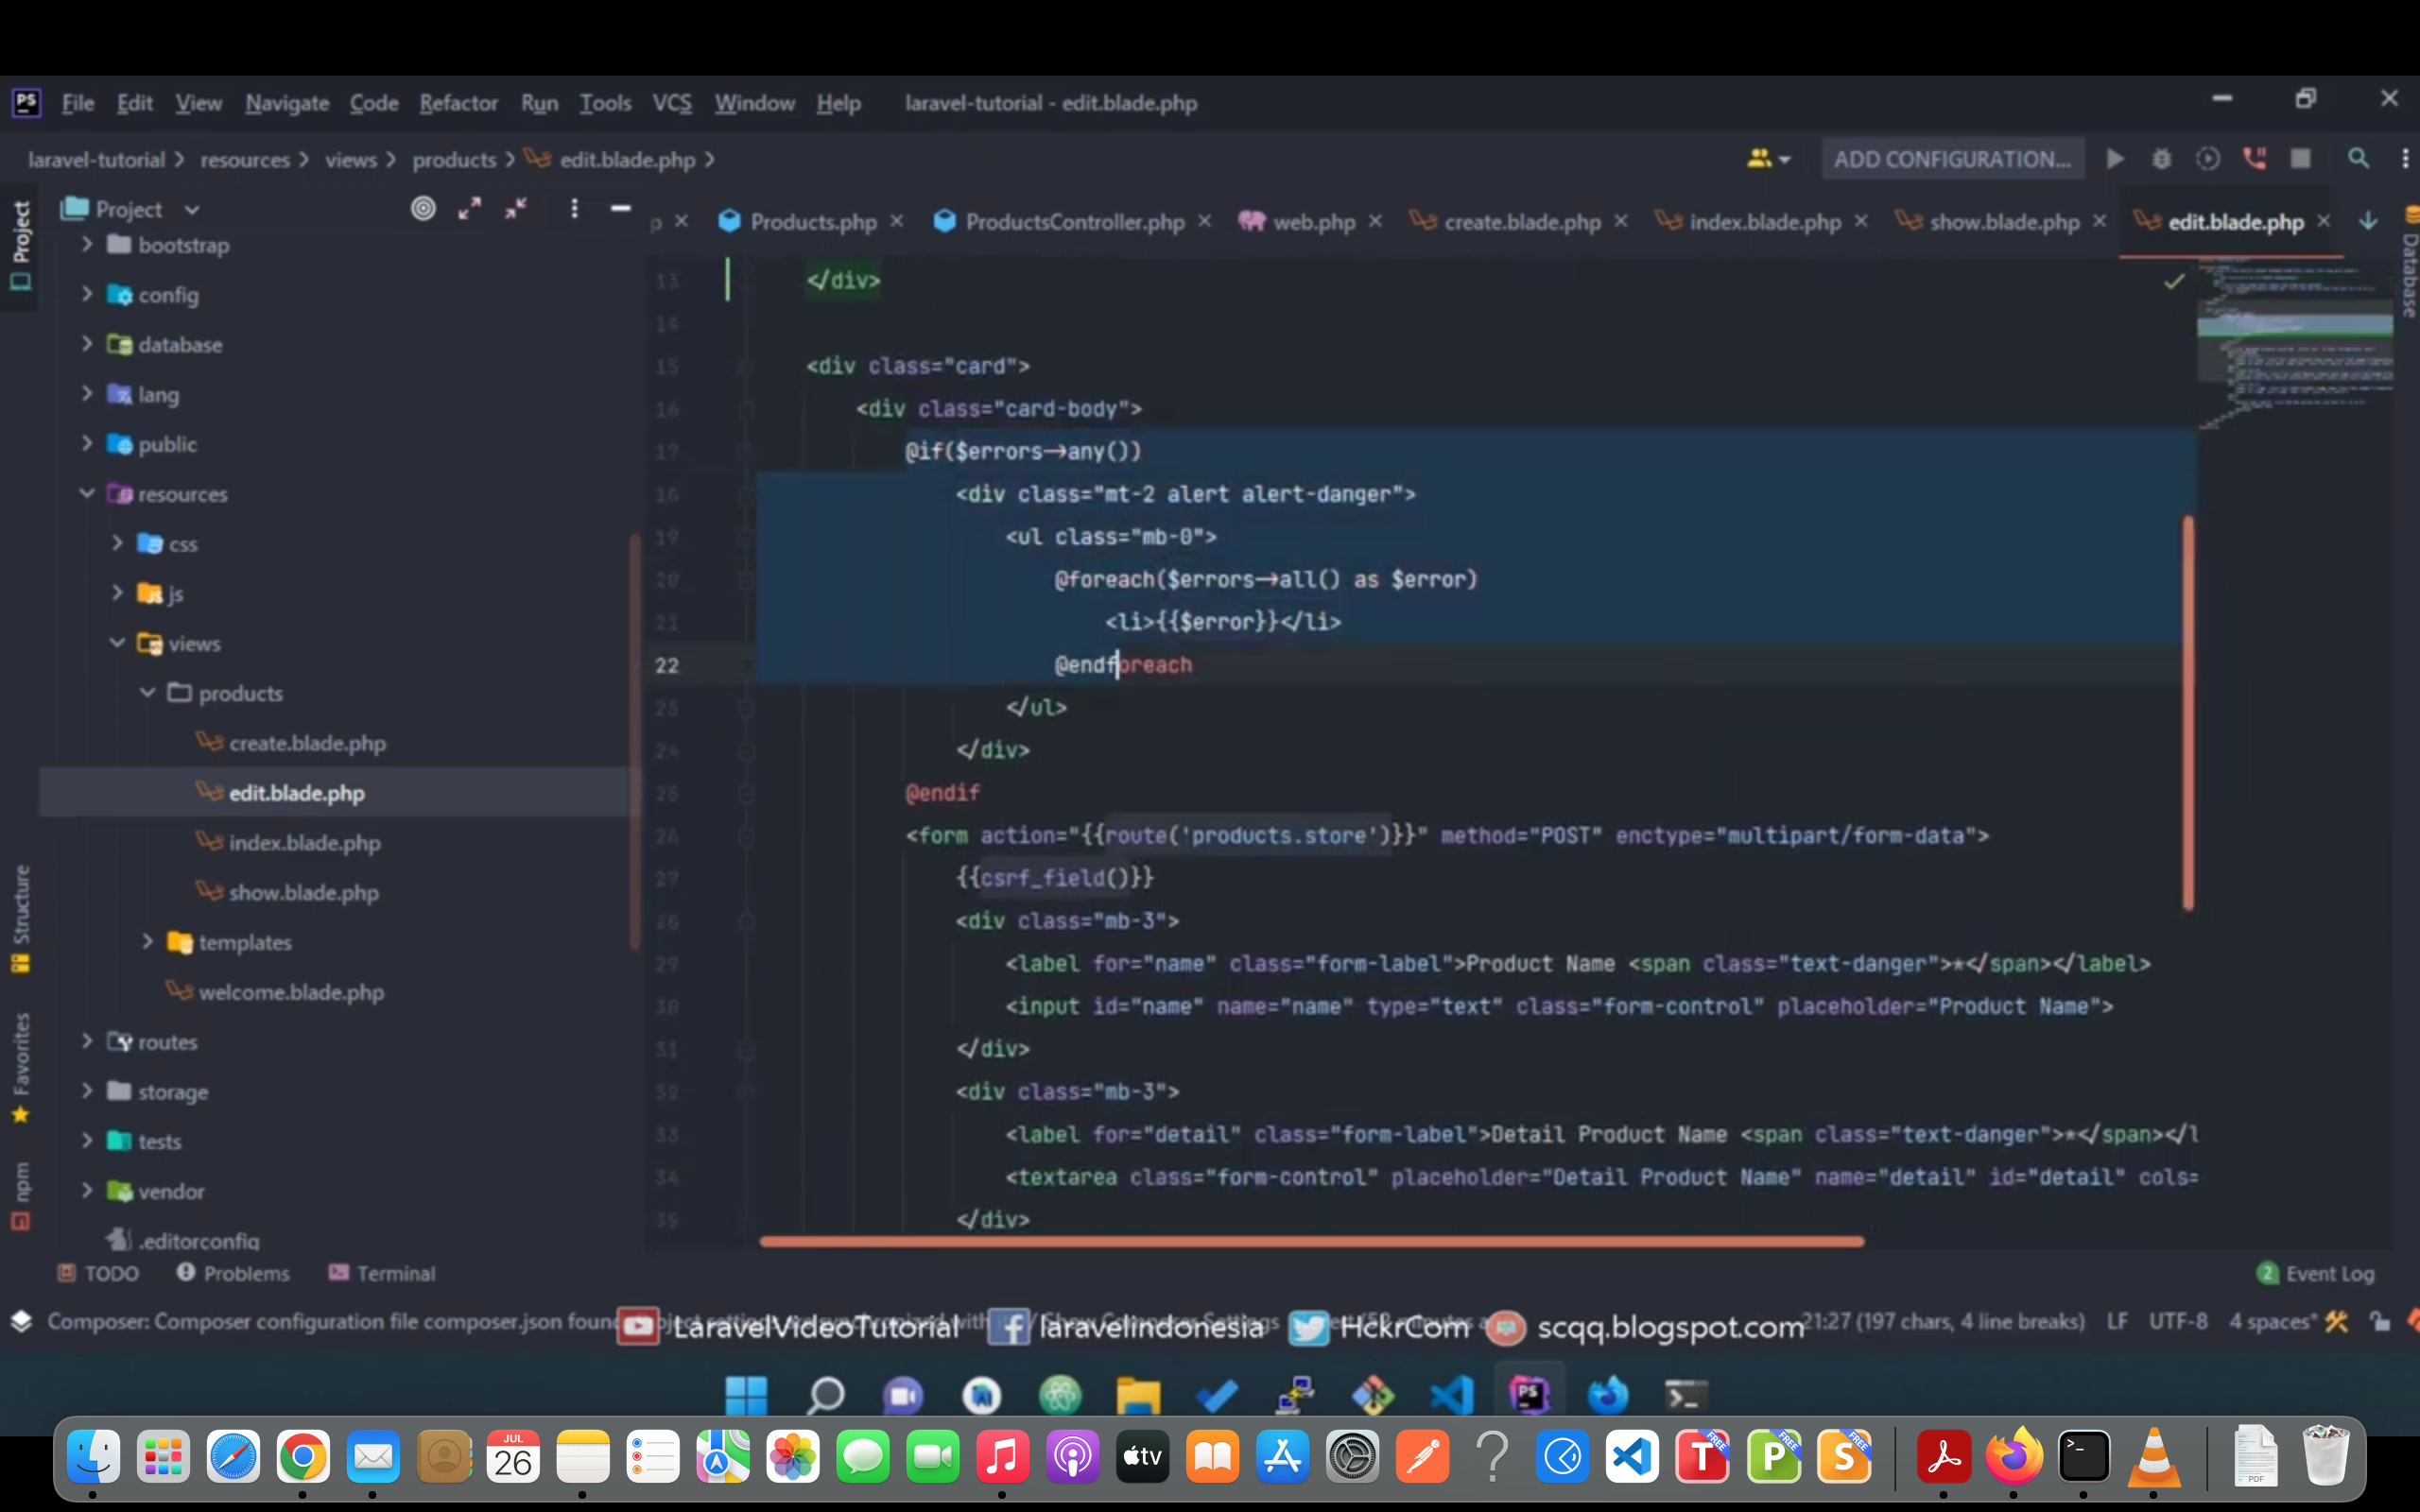 File Edit View Navigate Code Refactor Run Tools VCS Window Help laravel-tutorial - edit.blade.php
laravel-tutorial resources views products edit.blade.php
ADD CONFIGURATION...
Project
Project
bootstrap
config
database
lang
public
resources
css
js
views
products
create.blade.php
edit.blade.php
index.blade.php
show.blade.php
templates
welcome.blade.php
routes
storage
tests
vendor
.editorconfig
Structure
Favorites
npm
p Products.php ProductsController.php web.php create.blade.php index.blade.php show.blade.php edit.blade.php
Database
13 </div>
14
15 <div class="card">
16 <div class="card-body">
17 @if($errors->any())
18 <div class="mt-2 alert alert-danger">
19 <ul class="mb-0">
20 @foreach($errors->all() as $error)
21 <li>{{$error}}</li>
22 @endforeach
23 </ul>
24 </div>
25 @endif
26 <form action="{{route('products.store')}}" method="POST" enctype="multipart/form-data">
27 {{csrf_field()}}
28 <div class="mb-3">
29 <label for="name" class="form-label">Product Name <span class="text-danger">*</span></label>
30 <input id="name" name="name" type="text" class="form-control" placeholder="Product Name">
31 </div>
32 <div class="mb-3">
33 <label for="detail" class="form-label">Detail Product Name <span class="text-danger">*</span></l
34 <textarea class="form-control" placeholder="Detail Product Name" name="detail" id="detail" cols=
35 </div>
TODO Problems Terminal
2 Event Log
Composer: Composer configuration file composer.json foun
LaravelVideoTutorial laravelindonesia HckrCom scqq.blogspot.com
21:27 (197 chars, 4 line breaks) LF UTF-8 4 spaces*
PS
JUL
26
tv
T FREE
P FREE
S FREE
PDF